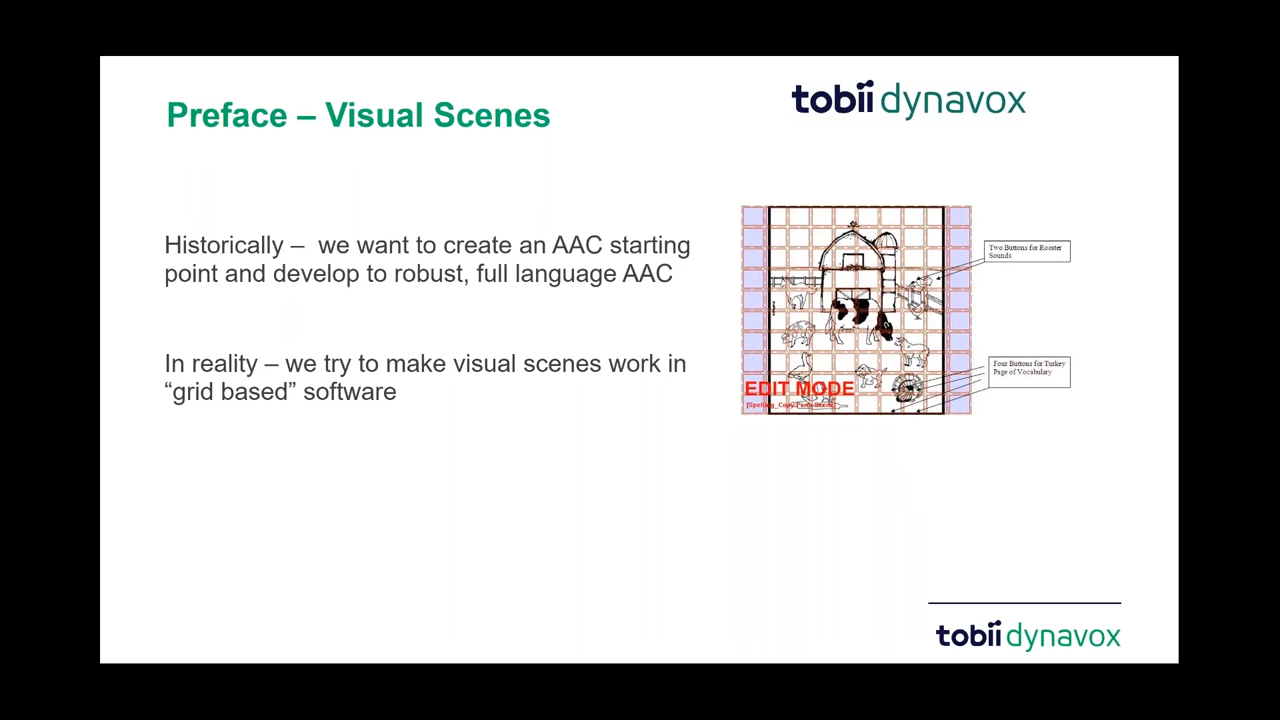 Preface – Visual Scenes
tobii dynavox
Historically –  we want to create an AAC starting
point and develop to robust, full language AAC
In reality – we try to make visual scenes work in
“grid based” software
Two Buttons for Rooster
Sounds
Four Buttons for Turkey
Page of Vocabulary
EDIT MODE
tobii dynavox